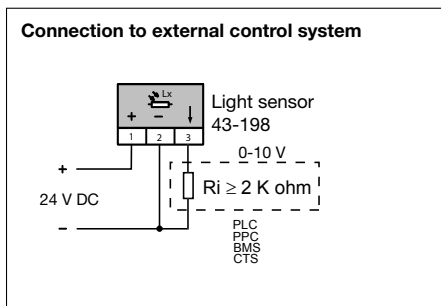 Connection to external control system
Lx
+ −
1 2 3
Light sensor
43-198
0-10 V
+
24 V DC
−
Ri ≥ 2 K ohm
PLC
PPC
BMS
CTS